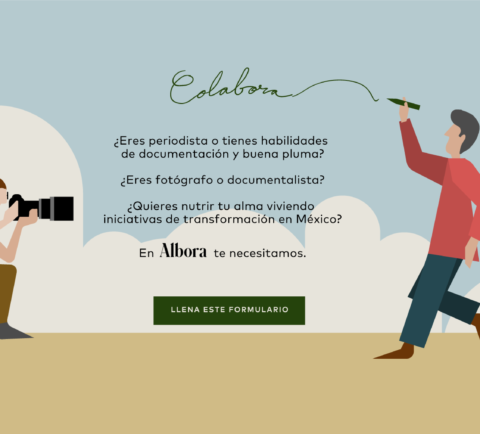 Colabora
¿Eres periodista o tienes habilidades
de documentación y buena pluma?
¿Eres fotógrafo o documentalista?
¿Quieres nutrir tu alma viviendo
iniciativas de transformación en México?
En Albora te necesitamos.
LLENA ESTE FORMULARIO